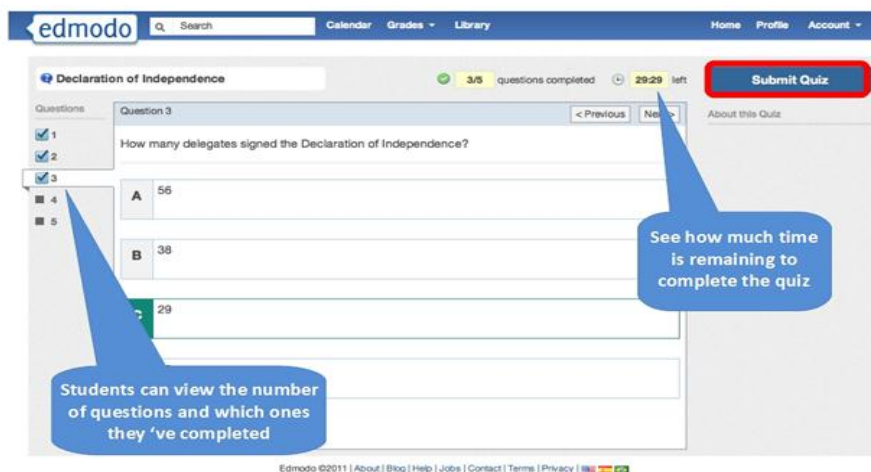 edmodo
Search
Calendar Grades Library
Home Profile Account
Declaration of Independence
3/5 questions completed 29:29 left
Submit Quiz
Questions
1
2
3
4
5
Question 3
< Previous
About this Quiz
How many delegates signed the Declaration of Independence?
A 56
B 38
29
See how much time
is remaining to
complete the quiz
Students can view the number
of questions and which ones
they 've completed
Edmodo ©2011 | About | Blog | Help | Jobs | Contact | Terms | Privacy |